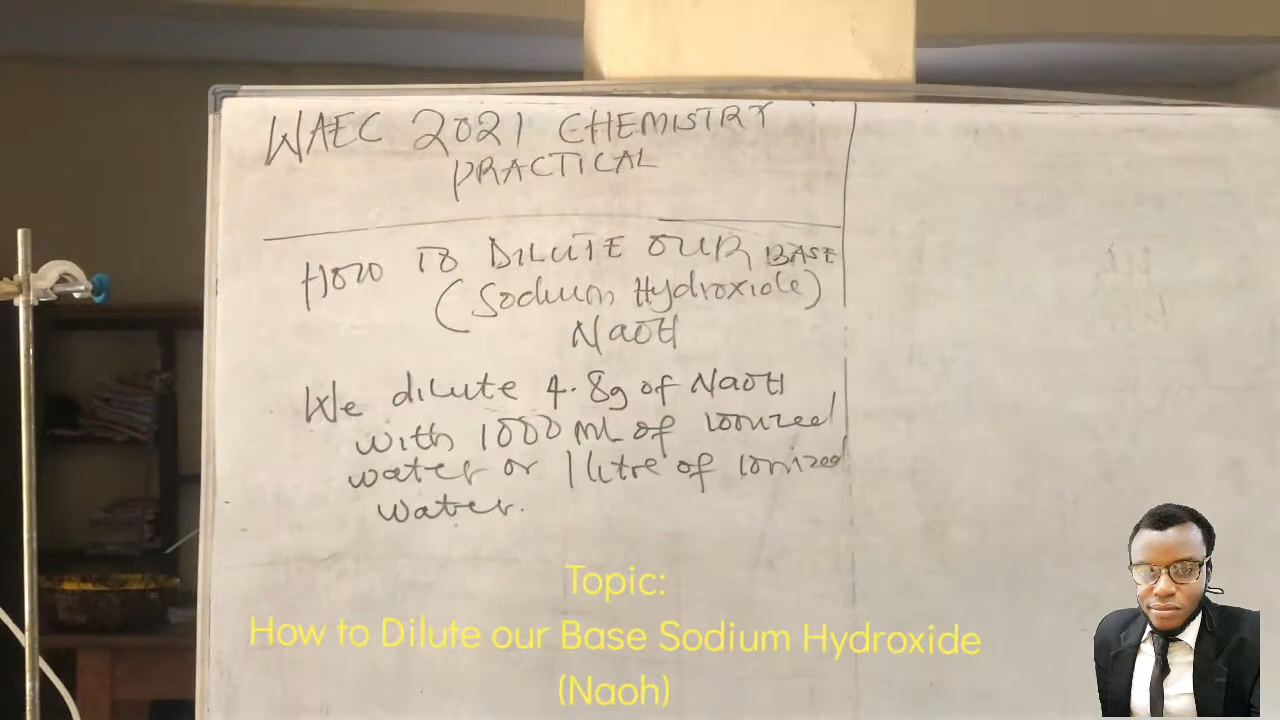 WAEC 2021 CHEMISTRY
PRACTICAL
HOW TO DILUTE OUR BASE
(Sodium Hydroxide)
NaOH
We dilute 4.8g of NaOH
with 1000 ml of ionized
water or 1 litre of ionized
water.
Topic:
How to Dilute our Base Sodium Hydroxide
(Naoh)